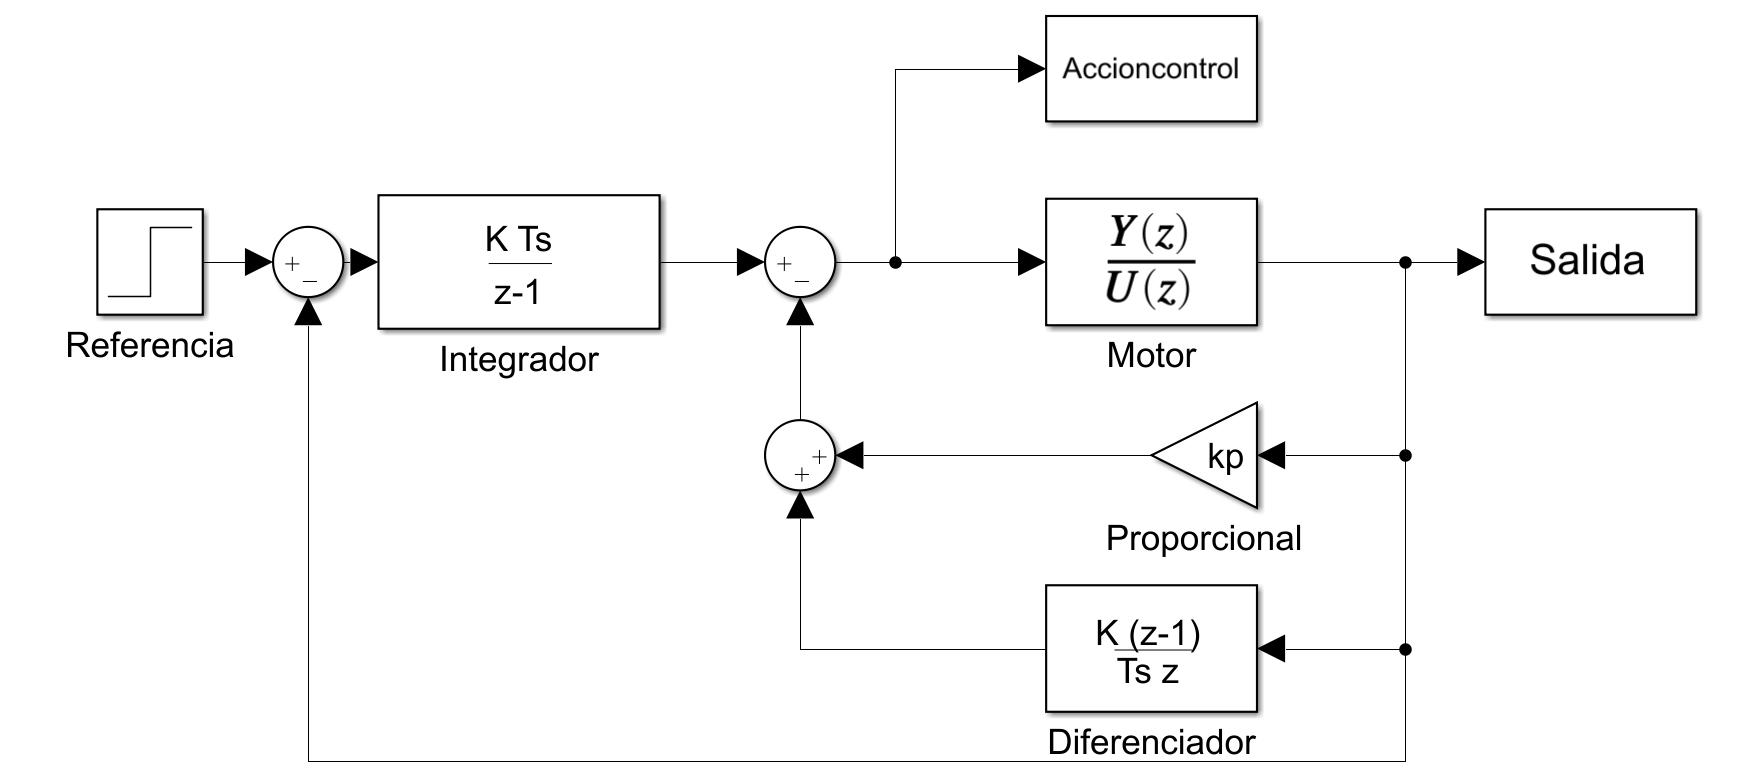 Accioncontrol
Referencia
+
−
K Ts
z-1
Integrador
+
−
Y(z)
U(z)
Motor
Salida
+
+
kp
Proporcional
K (z-1)
Ts z
Diferenciador